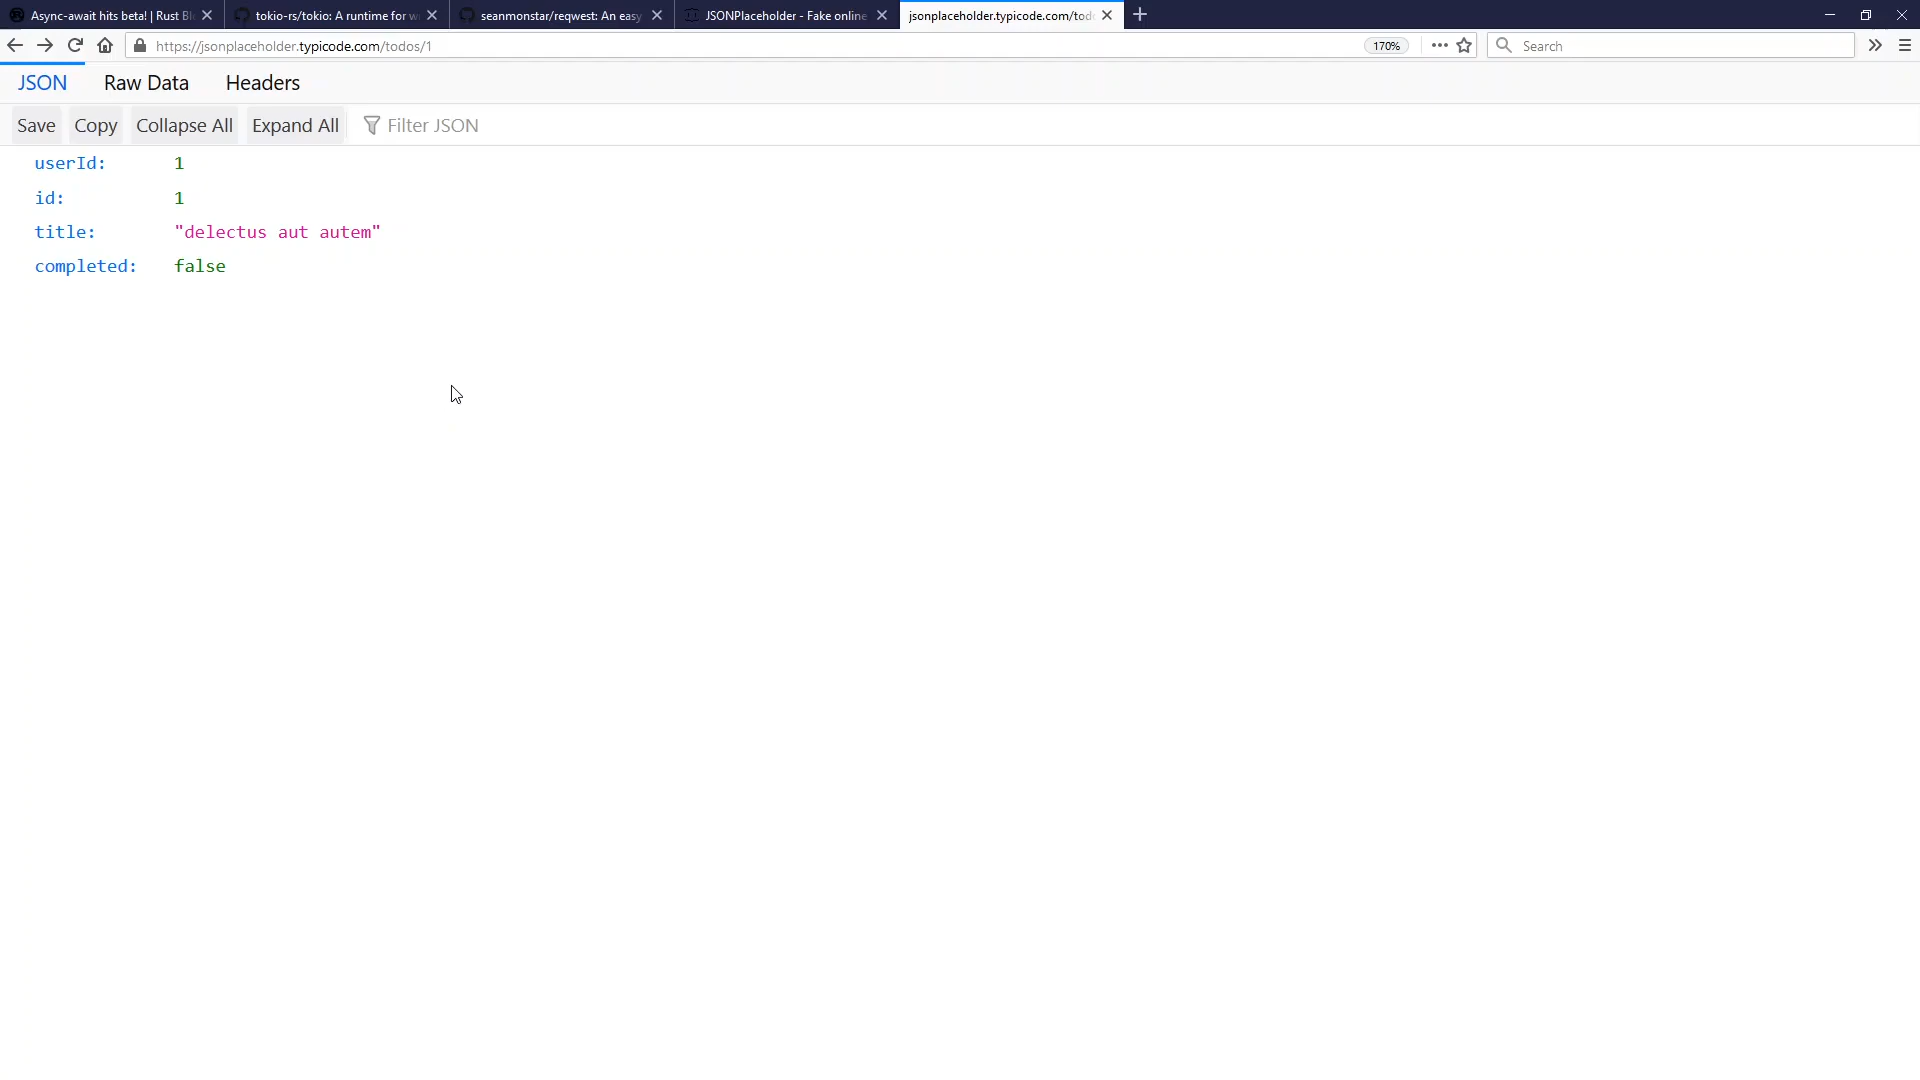 Async-await hits beta! | Rust Bl
tokio-rs/tokio: A runtime for w
seanmonstar/reqwest: An easy
JSONPlaceholder - Fake online
jsonplaceholder.typicode.com/tod
https://jsonplaceholder.typicode.com/todos/1
170%
Search
JSON
Raw Data
Headers
Save
Copy
Collapse All
Expand All
Filter JSON
userId: 1
id: 1
title: "delectus aut autem"
completed: false